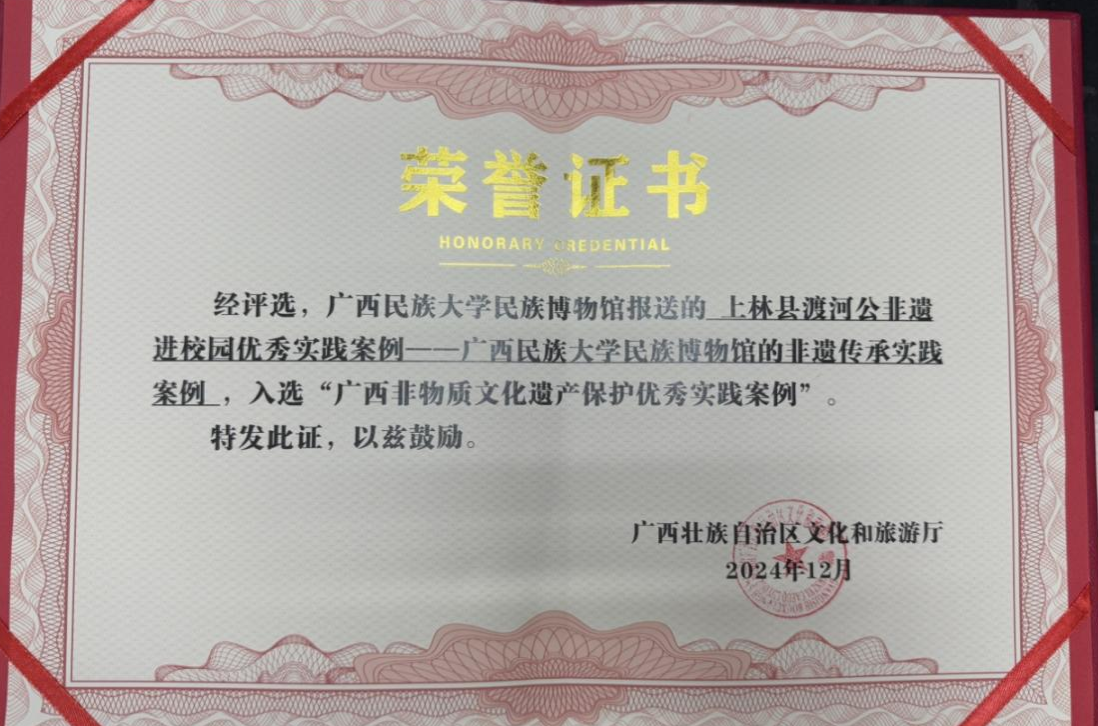 荣誉证书
HONORARY CREDENTIAL
经评选，广西民族大学民族博物馆报送的 上林县渡河公非遗
进校园优秀实践案例——广西民族大学民族博物馆的非遗传承实践
案例 ，入选“广西非物质文化遗产保护优秀实践案例”。
特发此证，以兹鼓励。
广西壮族自治区文化和旅游厅
2024年12月